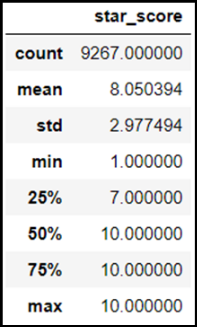 star_score
count 9267.000000
mean 8.050394
std 2.977494
min 1.000000
25% 7.000000
50% 10.000000
75% 10.000000
max 10.000000